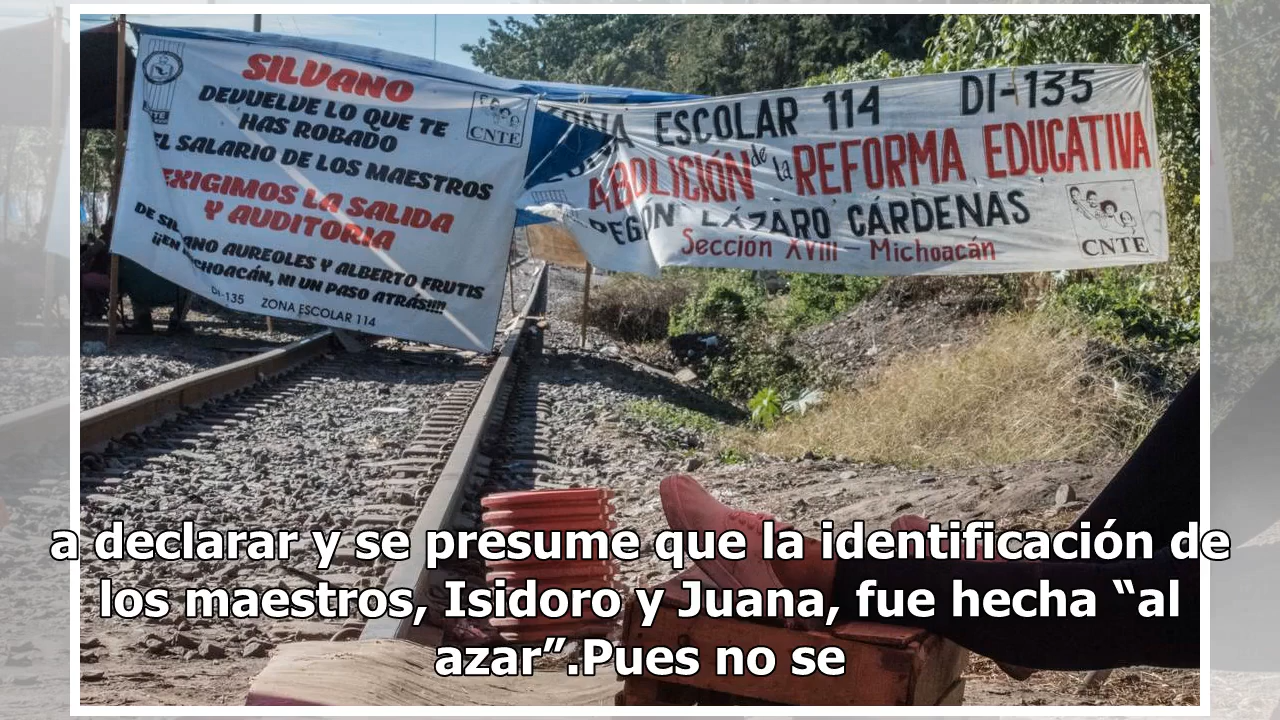 SILVANO
DEVUELVE LO QUE TE
HAS ROBADO
EL SALARIO DE LOS MAESTROS
EXIGIMOS LA SALIDA
Y AUDITORIA
DE SIL ANO AUREOLES Y ALBERTO FRUTIS
¡¡EN CHOACÁN, NI UN PASO ATRÁS!!!!
DI-135 ZONA ESCOLAR 114
CNTE
ZONA ESCOLAR 114 DI-135
ABOLICIÓN de la REFORMA EDUCATIVA
REGIÓN LÁZARO CÁRDENAS
Sección XVIII - Michoacán
CNTE
a declarar y se presume que la identificación de
los maestros, Isidoro y Juana, fue hecha “al
azar”.Pues no se